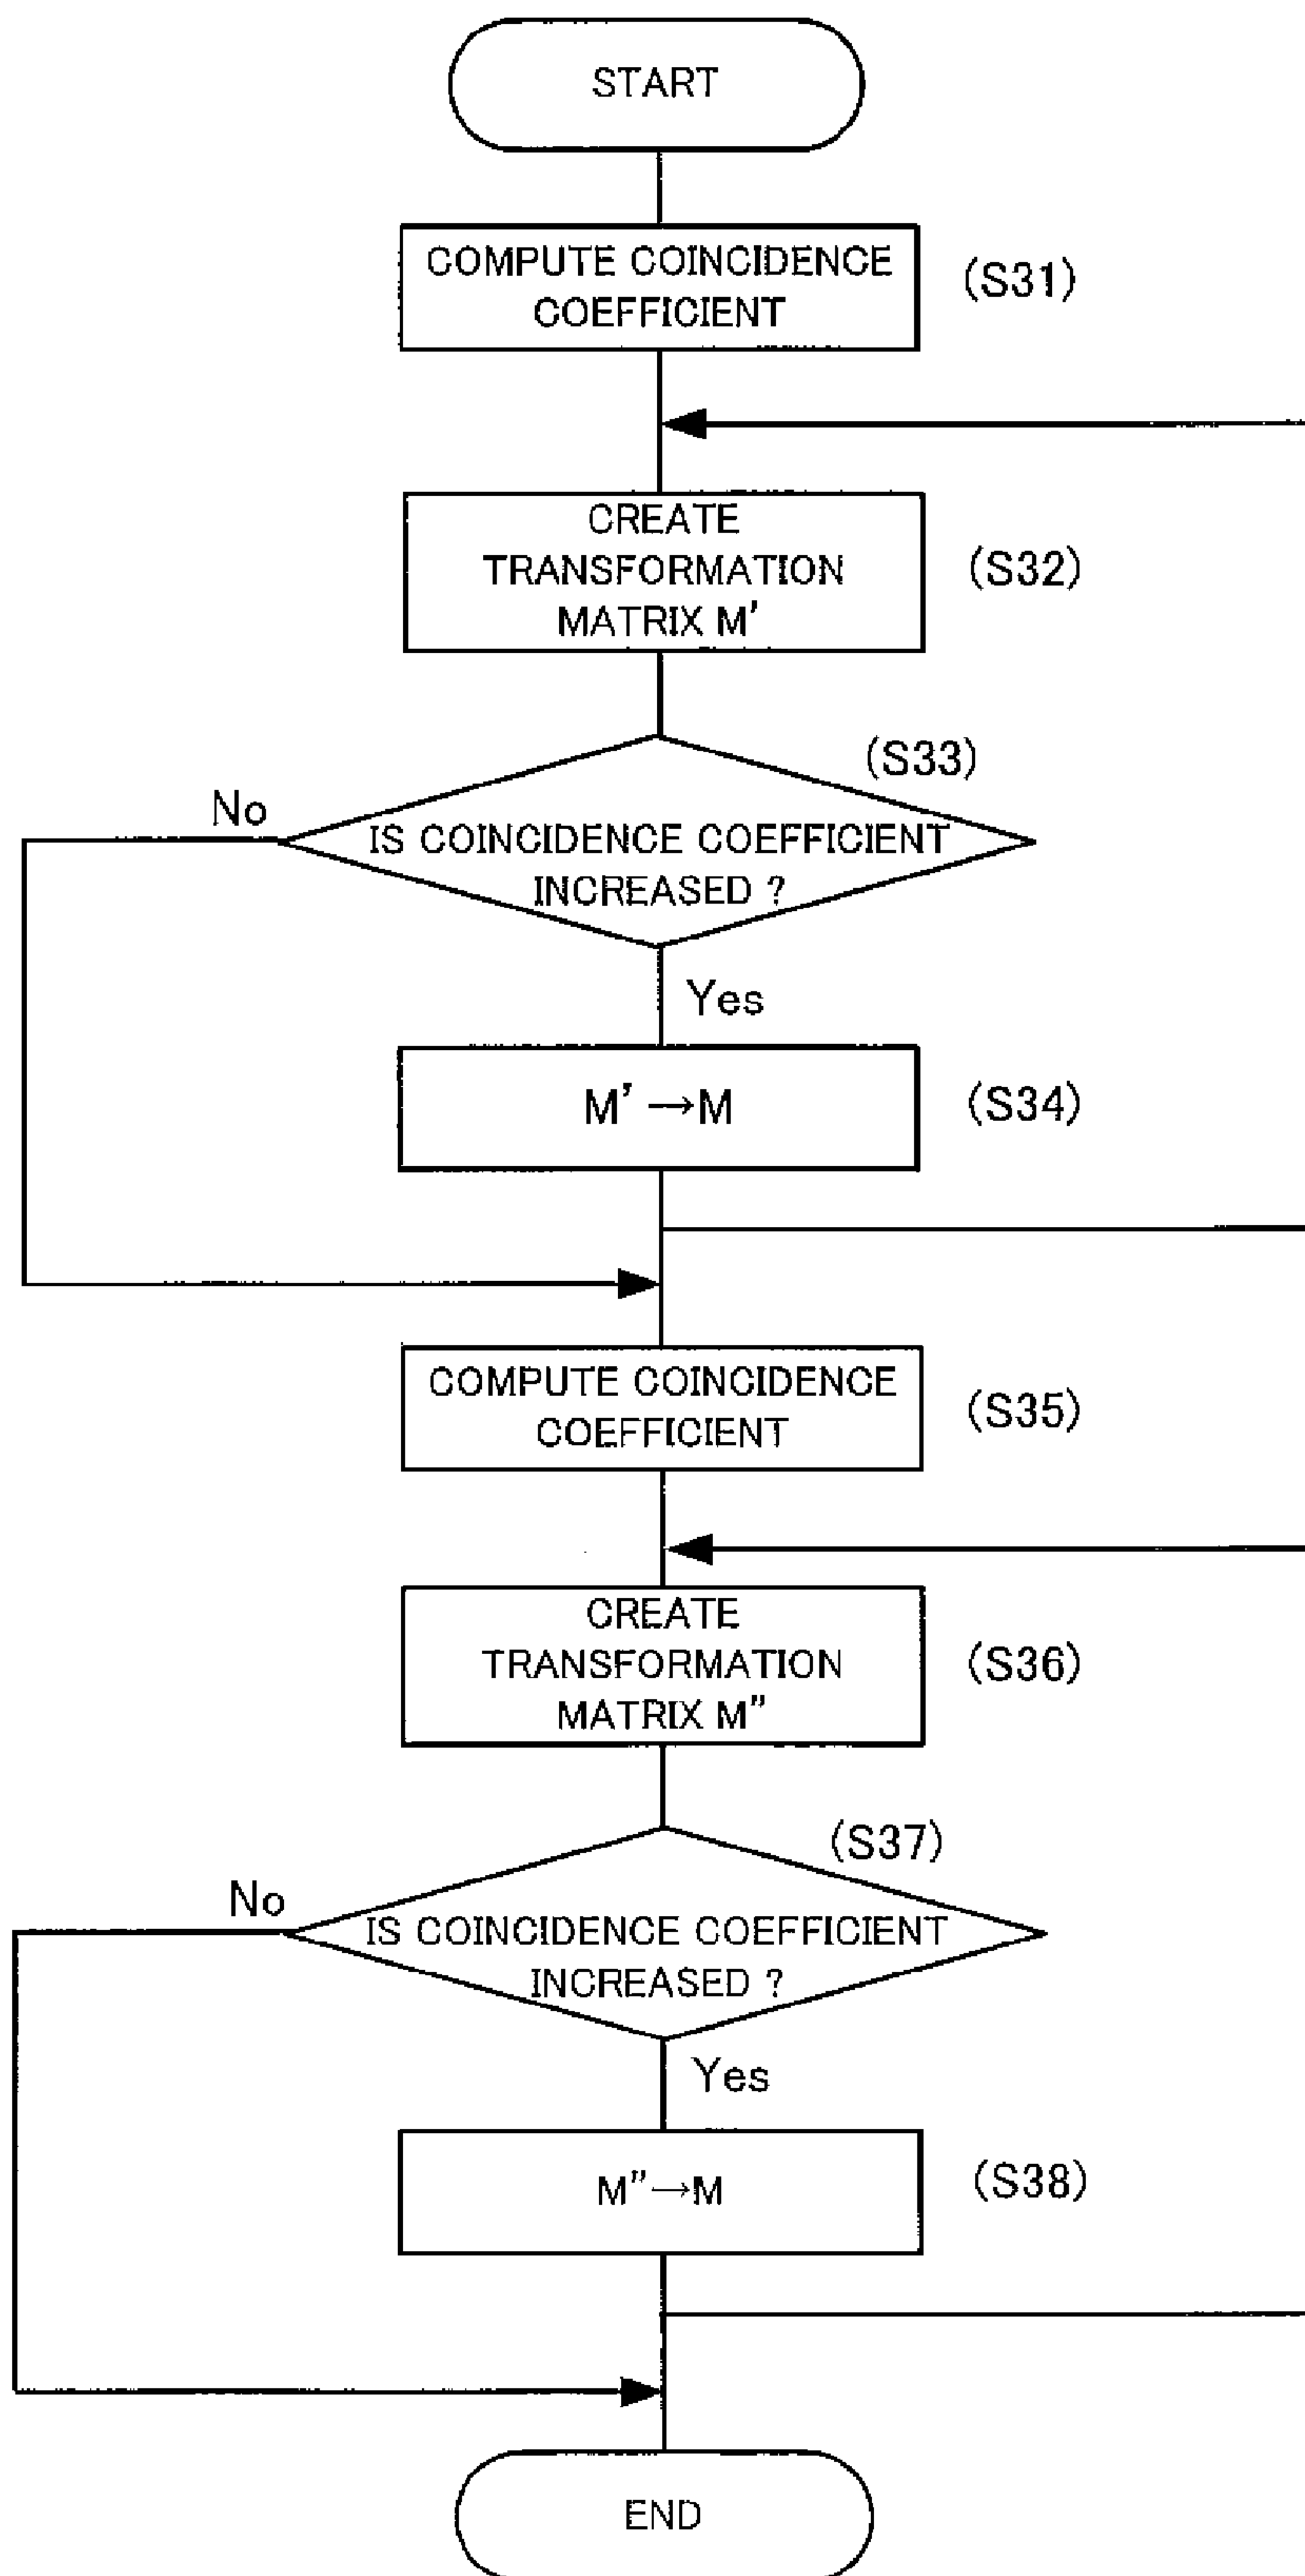 START
COMPUTE COINCIDENCE
COEFFICIENT
(S31)
CREATE
TRANSFORMATION
MATRIX M'
(S32)
(S33)
No
IS COINCIDENCE COEFFICIENT
INCREASED ?
Yes
M' →M
(S34)
COMPUTE COINCIDENCE
COEFFICIENT
(S35)
CREATE
TRANSFORMATION
MATRIX M"
(S36)
(S37)
No
IS COINCIDENCE COEFFICIENT
INCREASED ?
Yes
M"→M
(S38)
END